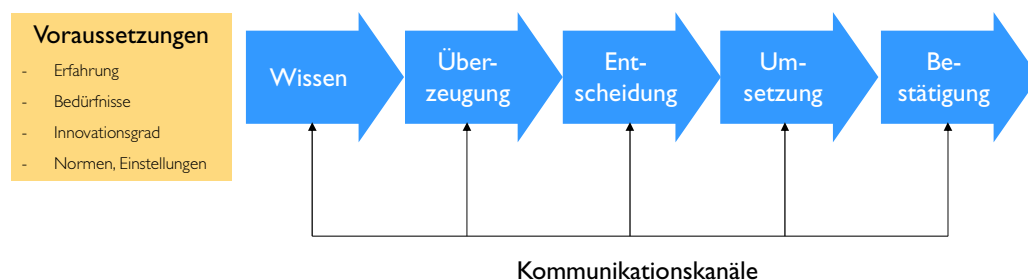 Voraussetzungen
- Erfahrung
- Bedürfnisse
- Innovationsgrad
- Normen, Einstellungen
Wissen
Über-
zeugung
Ent-
scheidung
Um-
setzung
Be-
stätigung
Kommunikationskanäle